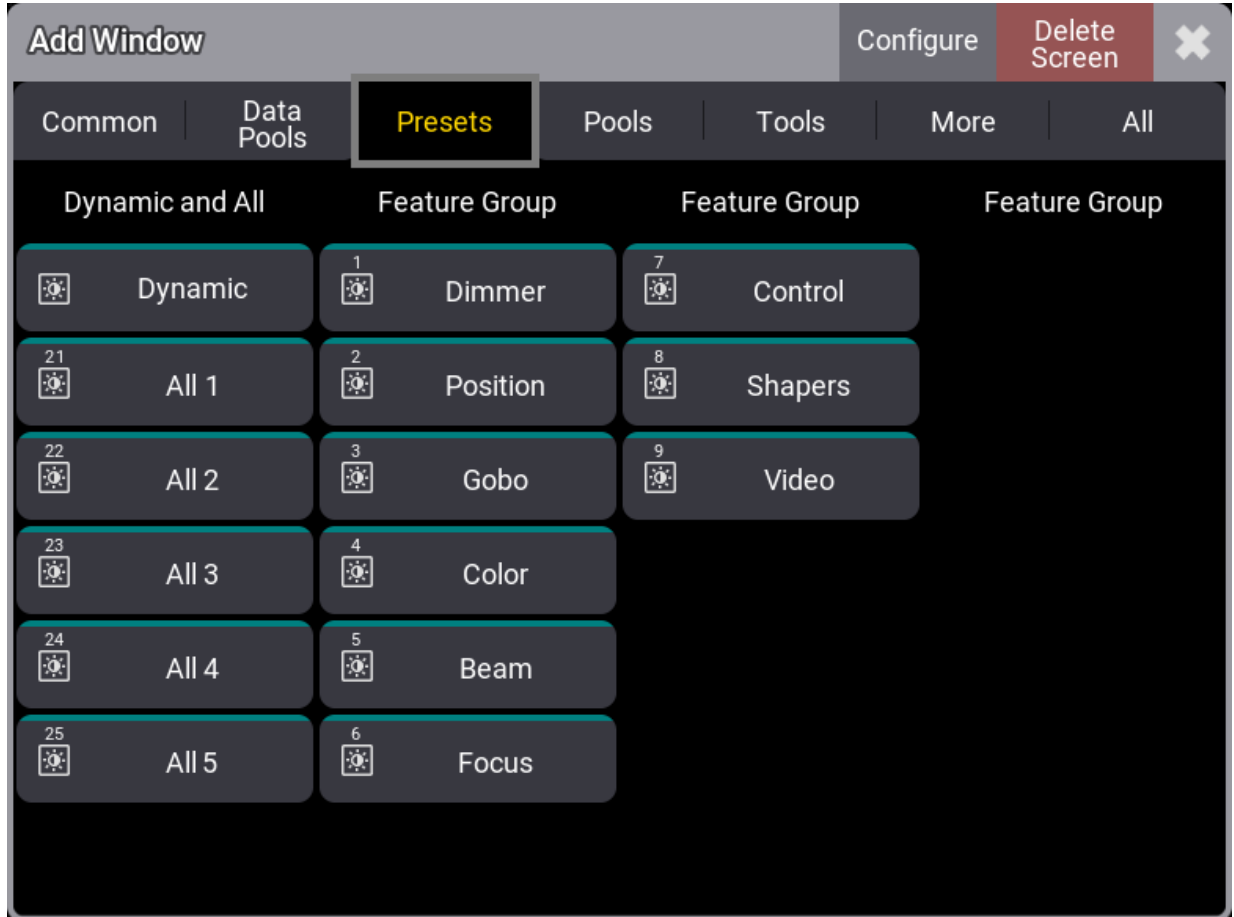 Add Window
Configure
Delete
Screen
Common
Data
Pools
Presets
Pools
Tools
More
All
Dynamic and All
Feature Group
Feature Group
Feature Group
Dynamic
1
Dimmer
7
Control
21
All 1
2
Position
8
Shapers
22
All 2
3
Gobo
9
Video
23
All 3
4
Color
24
All 4
5
Beam
25
All 5
6
Focus